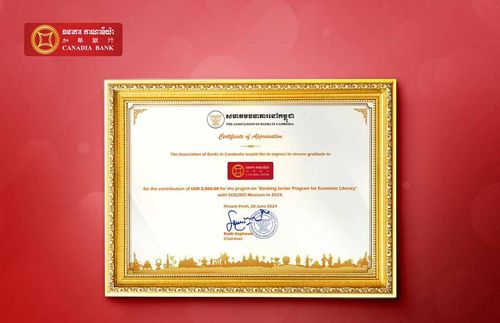 ធនាគារ កាណាឌីយ៉ា
加華銀行
CANADIA BANK
សមាគមធនាគារនៅកម្ពុជា
THE ASSOCIATION OF BANKS IN CAMBODIA
Certificate of Appreciation
The Association of Banks in Cambodia would like to express its sincere gratitude to
CANADIA BANK
for the contribution of USD 3,000.00 for the project on "Banking Sector Program for Economic Literacy"
with SOSORO Museum in 2024.
Phnom Penh, 20 June 2024
Rath Sophoan
Chairman